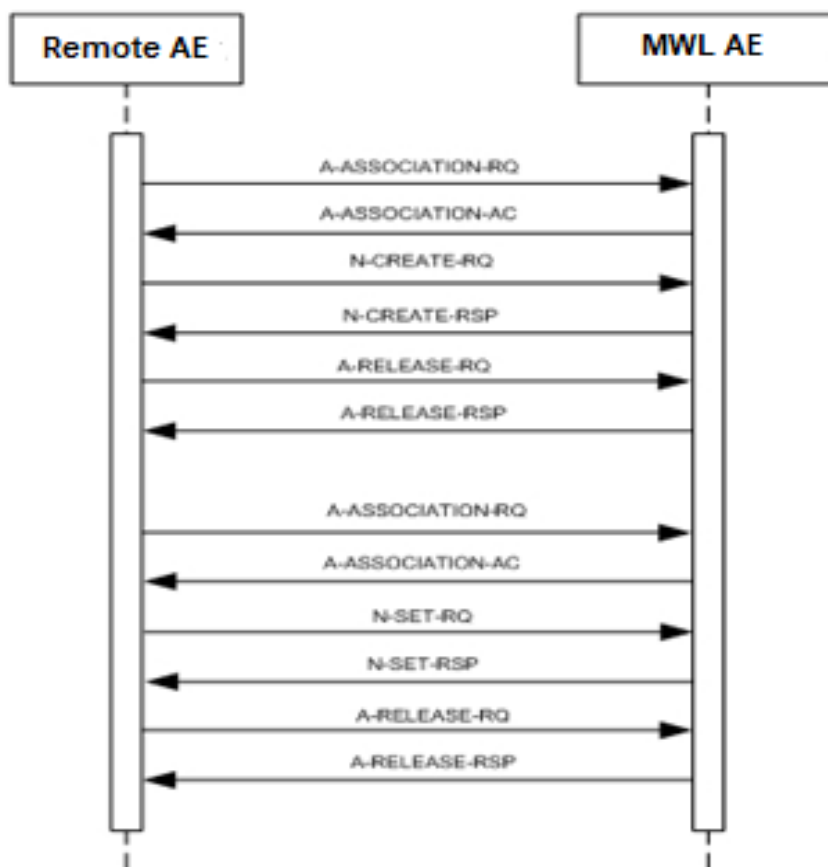 Remote AE
MWL AE
A-ASSOCIATION-RQ
A-ASSOCIATION-AC
N-CREATE-RQ
N-CREATE-RSP
A-RELEASE-RQ
A-RELEASE-RSP
A-ASSOCIATION-RQ
A-ASSOCIATION-AC
N-SET-RQ
N-SET-RSP
A-RELEASE-RQ
A-RELEASE-RSP